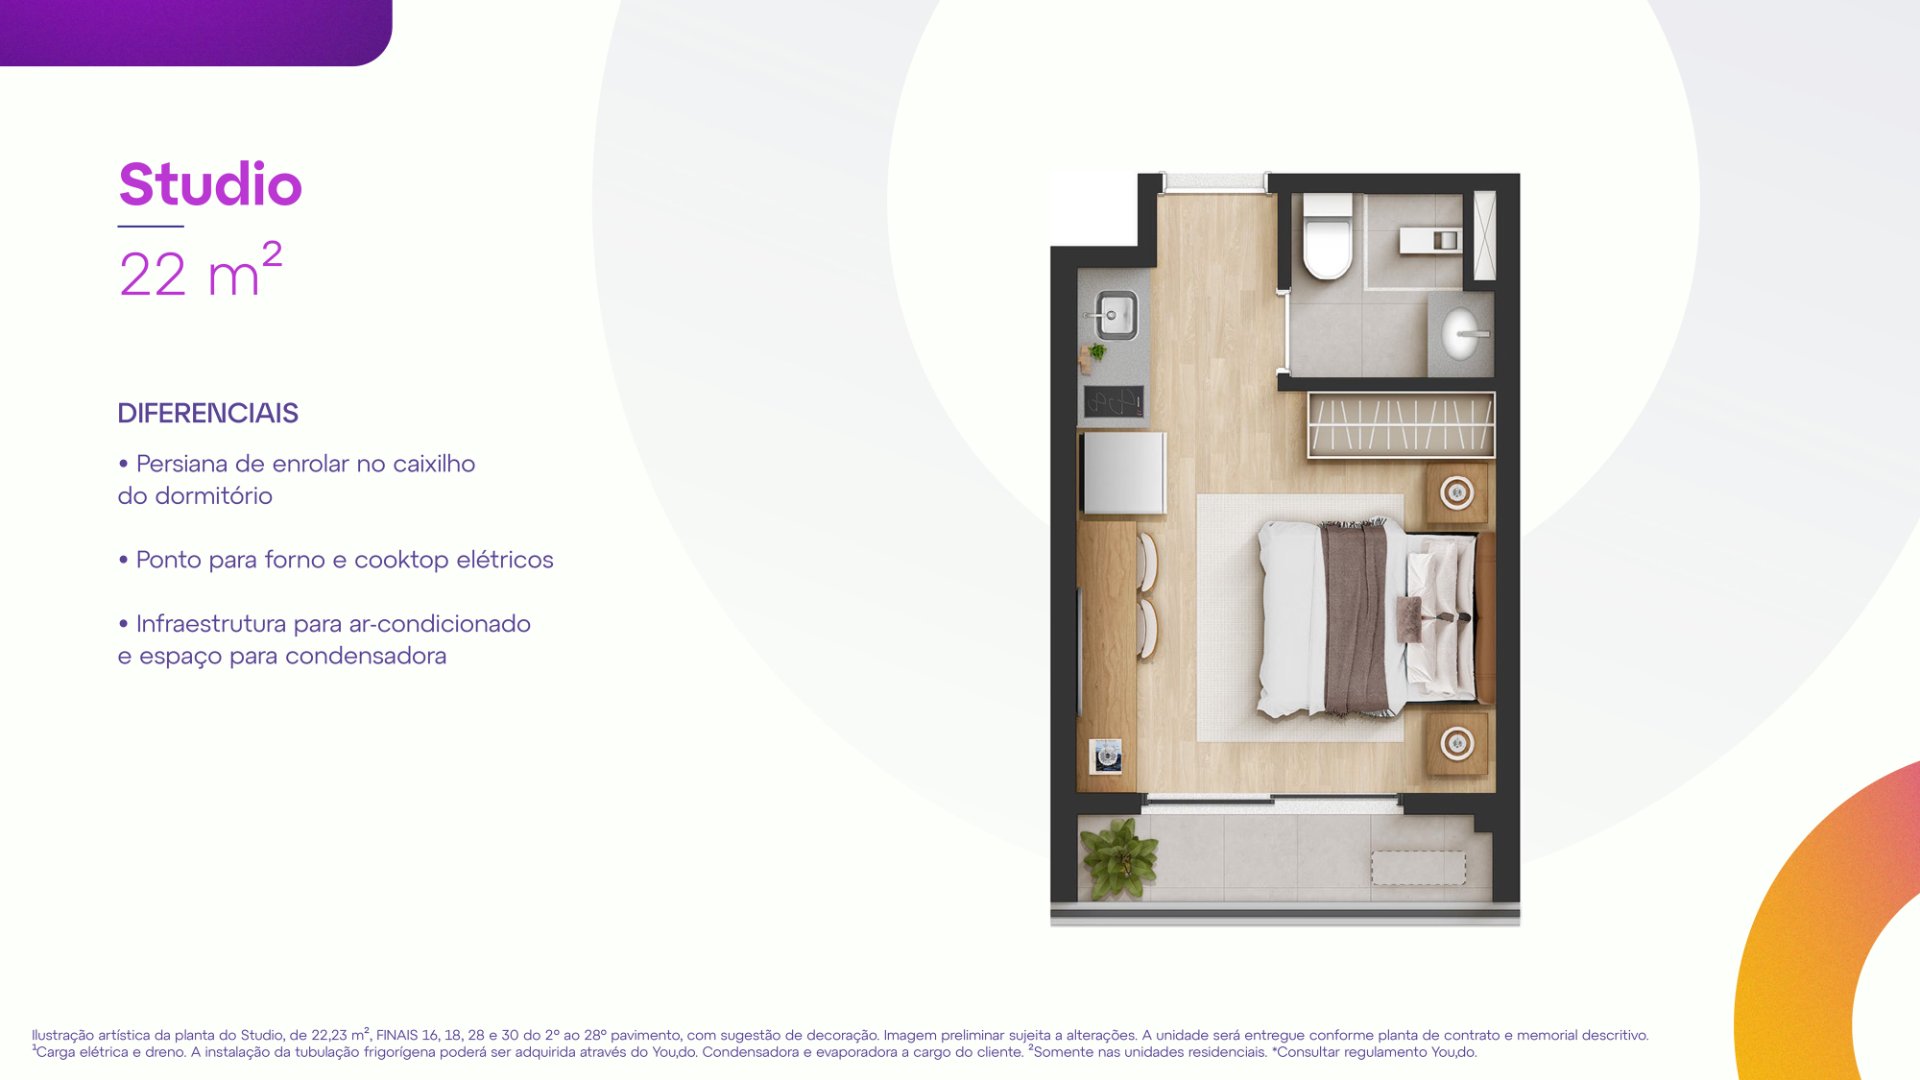 Studio
22 m²
DIFERENCIAIS
• Persiana de enrolar no caixilho
do dormitório
• Ponto para forno e cooktop elétricos
• Infraestrutura para ar-condicionado
e espaço para condensadora
Ilustração artística da planta do Studio, de 22,23 m², FINAIS 16, 18, 28 e 30 do 2º ao 28º pavimento, com sugestão de decoração. Imagem preliminar sujeita a alterações. A unidade será entregue conforme planta de contrato e memorial descritivo.
¹Carga elétrica e dreno. A instalação da tubulação frigorígena poderá ser adquirida através do You,do. Condensadora e evaporadora a cargo do cliente. ²Somente nas unidades residenciais. *Consultar regulamento You,do.